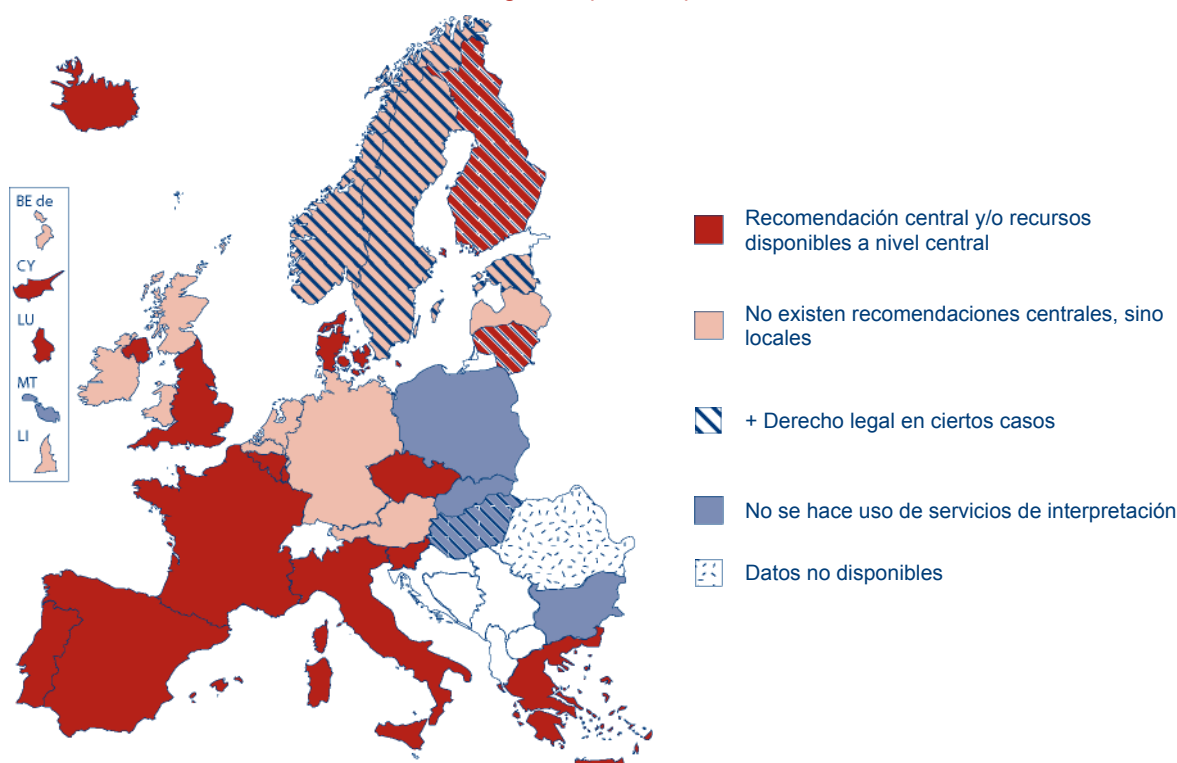 BE de
CY
LU
MT
LI
Recomendación central y/o recursos
disponibles a nivel central
No existen recomendaciones centrales, sino
locales
+ Derecho legal en ciertos casos
No se hace uso de servicios de interpretación
Datos no disponibles